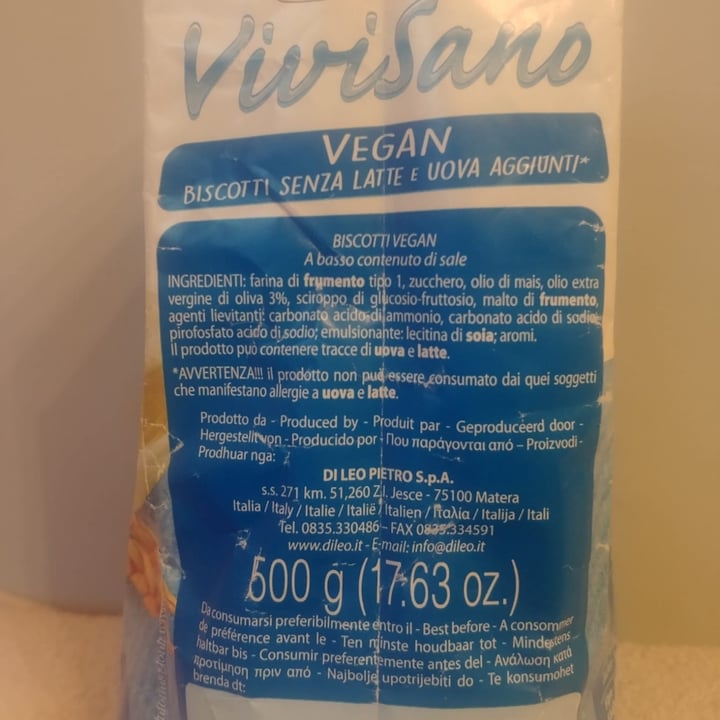 ViviSano
VEGAN
BISCOTTI SENZA LATTE E UOVA AGGIUNTI*
BISCOTTI VEGAN
A basso contenuto di sale
INGREDIENTI: farina di frumento tipo 1, zucchero, olio di mais, olio extra
vergine di oliva 3%, sciroppo di glucosio-fruttosio, malto di frumento,
agenti lievitanti: carbonato acido di ammonio, carbonato acido di sodio,
pirofosfato acido di sodio; emulsionante: lecitina di soia; aromi.
Il prodotto può contenere tracce di uova e latte.
*AVVERTENZA!!! il prodotto non può essere consumato dai quei soggetti
che manifestano allergie a uova e latte.
Prodotto da - Produced by - Produit par - Geproduceerd door -
Hergestellt von - Producido por - Που παράγονται από – Proizvodi -
Prodhuar nga:
DI LEO PIETRO S.p.A.
s.s. 271 km. 51,260 Z.I. Jesce - 75100 Matera
Italia / Italy / Italie / Italië / Italien / Ιταλία / Italija / Itali
Tel. 0835.330486 - FAX 0835.334591
www.dileo.it - E-mail: info@dileo.it
500 g (17.63 oz.)
Da consumarsi preferibilmente entro il - Best before - A consommer
de préférence avant le - Ten minste houdbaar tot - Mindestens
haltbar bis - Consumir preferentemente antes del - Ανάλωση κατά
προτίμηση πριν από - Najbolje upotrijebiti do - Te konsumohet
brenda dt: